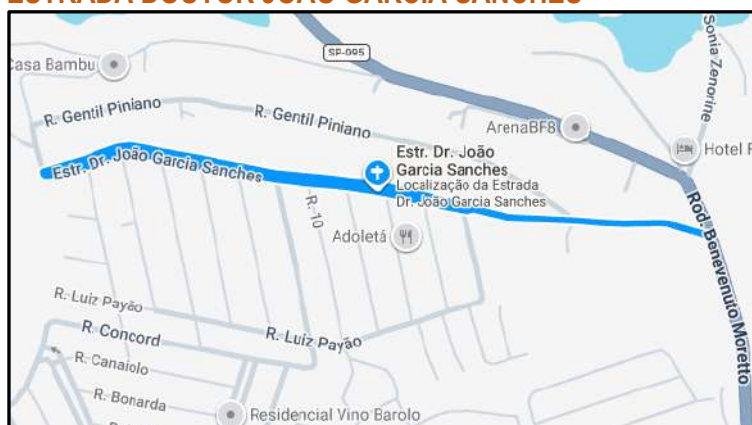 ESTRADA DOUTOR JOÃO GARCIA SANCHES
SP-095
Casa Bambu
R. Gentil Piniano
R. Gentil Piniano
ArenaBF8
Sonia Zenorine
Hotel F
Estr. Dr. João Garcia Sanches
Estr. Dr. João
Garcia Sanches
Localização da Estrada
Dr. João Garcia Sanches
R. 10
Adoletá
Rod. Benevenuto Moretto
R. Luiz Payão
R. Luiz Payão
R. Concord
R. Canaiolo
R. Bonarda
Residencial Vino Barolo